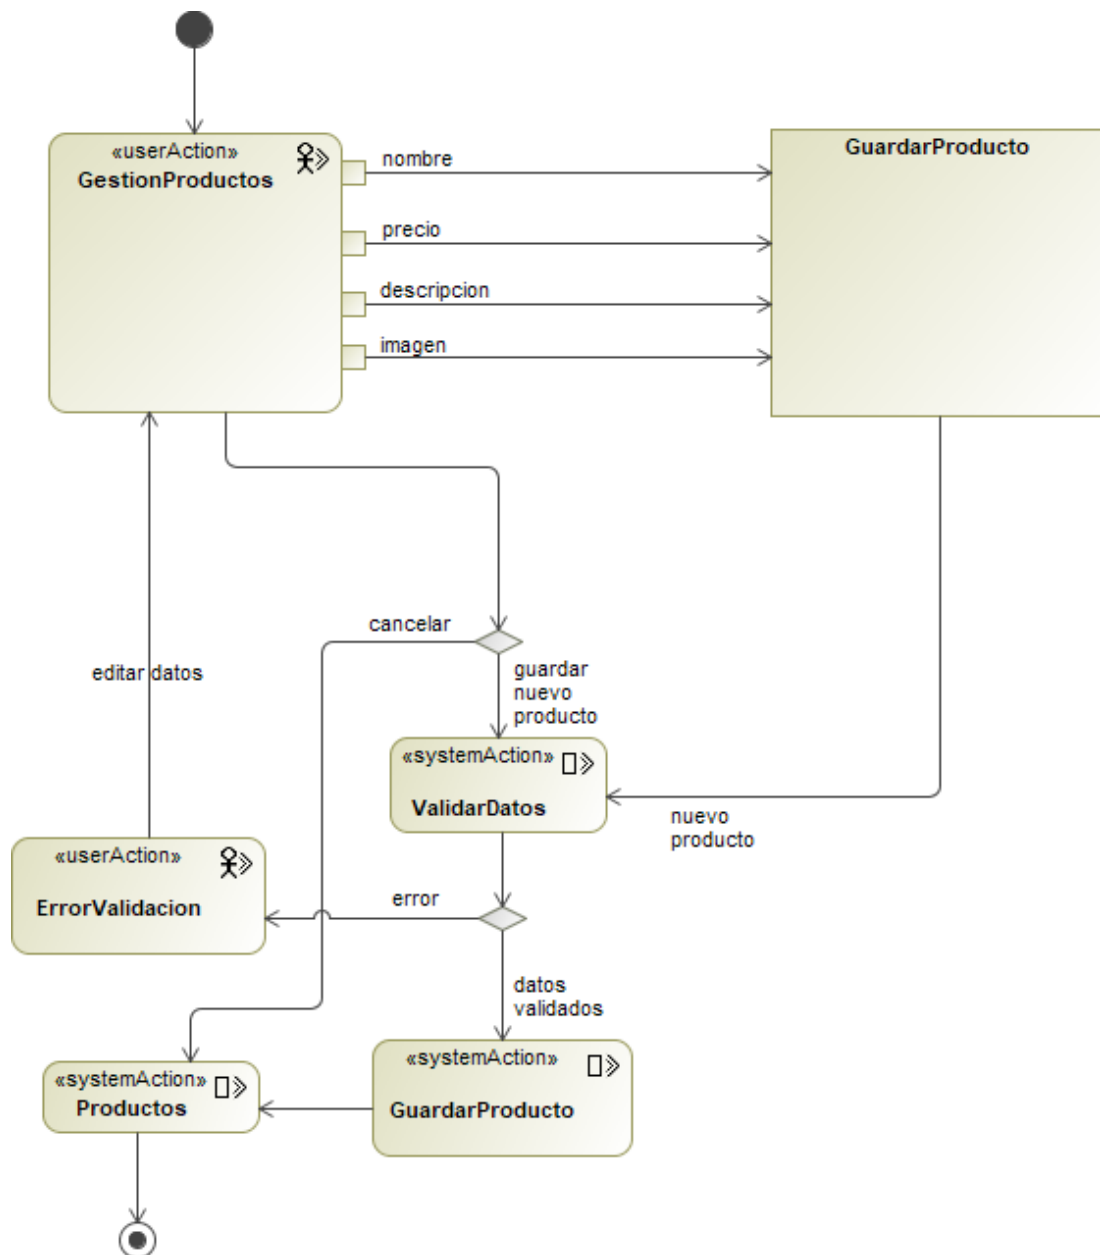 «userAction»
GestionProductos
nombre
precio
descripcion
imagen
GuardarProducto
cancelar
guardar
nuevo
producto
editar datos
«systemAction»
ValidarDatos
nuevo
producto
«userAction»
ErrorValidacion
error
datos
validados
«systemAction»
Productos
«systemAction»
GuardarProducto